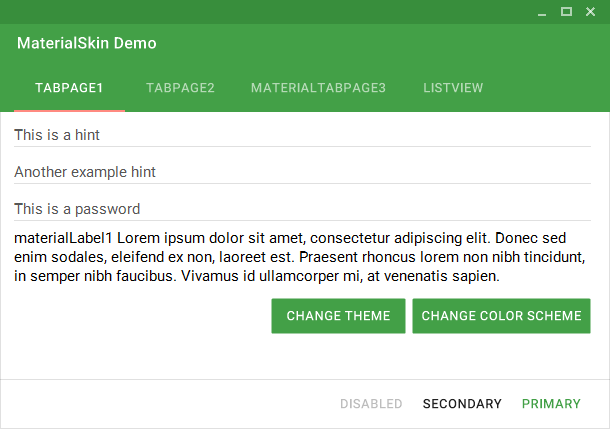 MaterialSkin Demo
TABPAGE1 TABPAGE2 MATERIALTABPAGE3 LISTVIEW
This is a hint
Another example hint
This is a password
materialLabel1 Lorem ipsum dolor sit amet, consectetur adipiscing elit. Donec sed
enim sodales, eleifend ex non, laoreet est. Praesent rhoncus lorem non nibh tincidunt,
in semper nibh faucibus. Vivamus id ullamcorper mi, at venenatis sapien.
CHANGE THEME CHANGE COLOR SCHEME
DISABLED SECONDARY PRIMARY